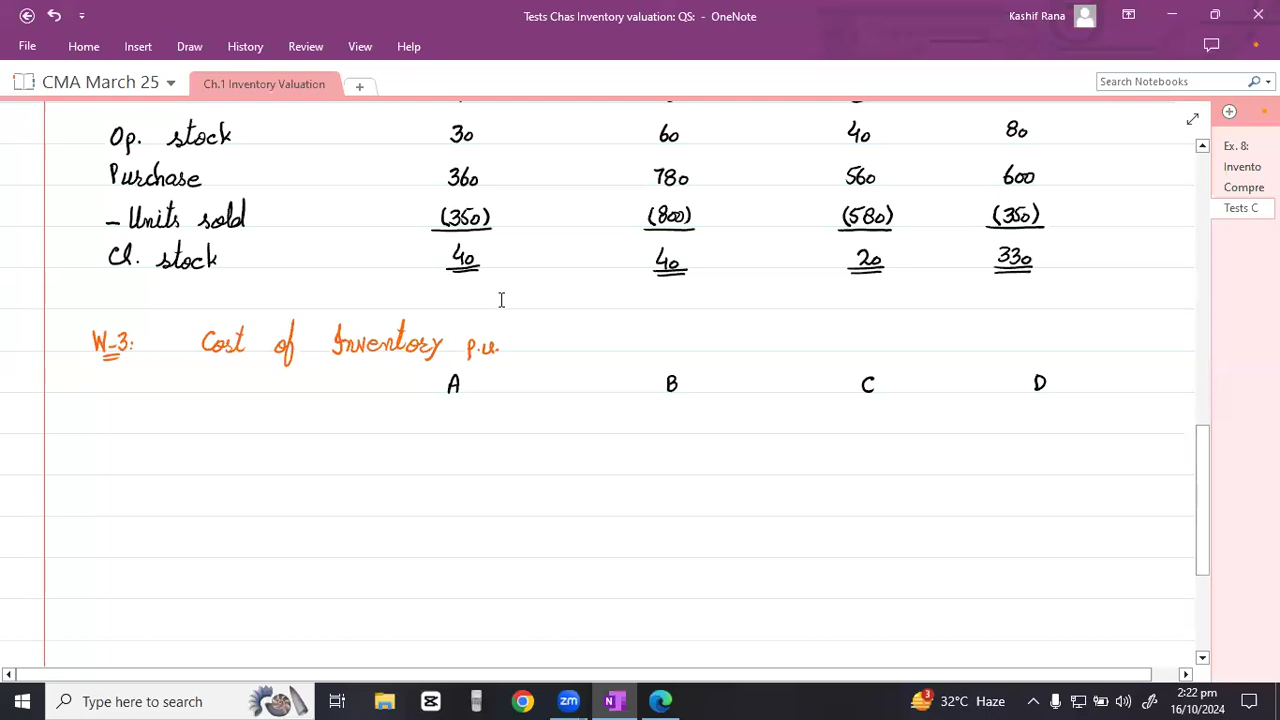 Tests Chas Inventory valuation: QS: - OneNote
Kashif Rana
File Home Insert Draw History Review View Help
CMA March 25 Ch.1 Inventory Valuation + Search Notebooks
Op. stock 30 60 40 80
Purchase 360 780 560 600
- Units sold (350) (800) (580) (350)
Cl. stock 40 40 20 330
W-3: Cost of Inventory p.u.
A B C D
Ex. 8:
Invento
Compre
Tests C
Type here to search
3 32°C Haze
2:22 pm
16/10/2024